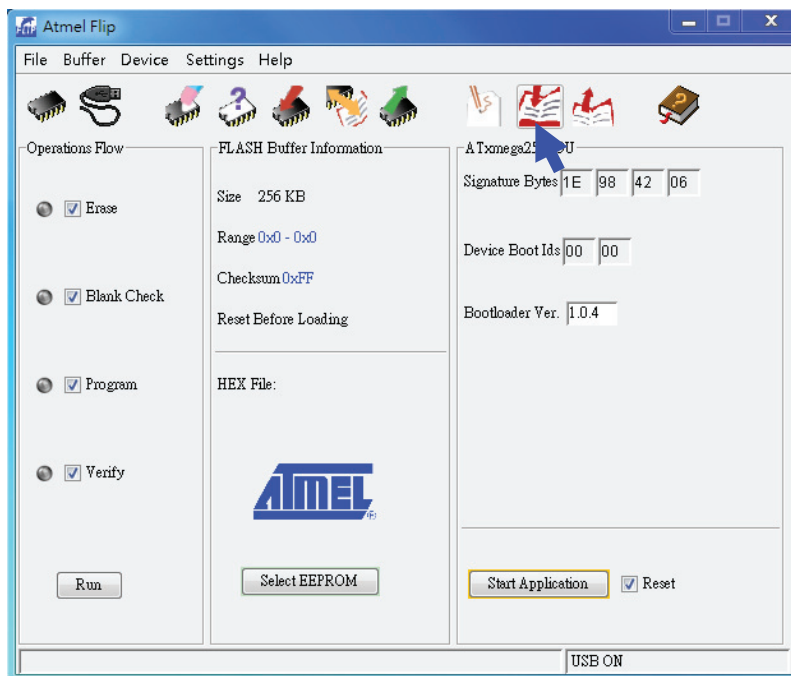 Atmel Flip
File Buffer Device Settings Help
Operations Flow
Erase
Blank Check
Program
Verify
Run
FLASH Buffer Information
Size 256 KB
Range 0x0 - 0x0
Checksum 0xFF
Reset Before Loading
HEX File:
ATMEL
Select EEPROM
Signature Bytes 1E 98 42 06
Device Boot Ids 00 00
Bootloader Ver. 1.0.4
Start Application
Reset
USB ON